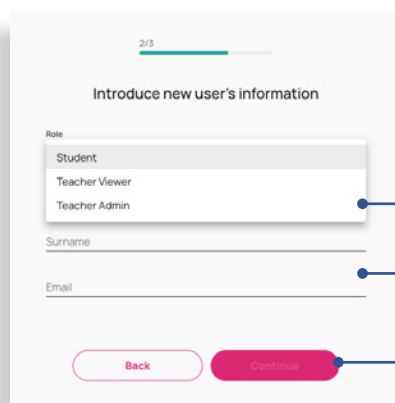 2/3
Introduce new user's information
Role
Student
Teacher Viewer
Teacher Admin
Surname
Email
Back
Continue